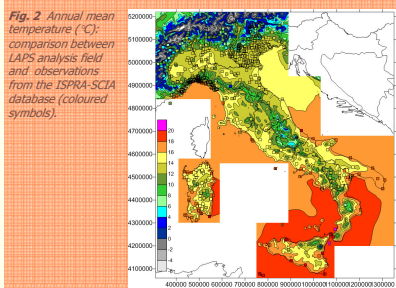 Fig. 2 Annual mean
temperature (°C):
comparison between
LAPS analysis field
and observations
from the ISPRA-SCIA
database (coloured
symbols).
5200000
5100000
5000000
4900000
4800000
4700000
4600000
4500000
4400000
4300000
4200000
4100000
20
18
16
14
12
10
8
6
4
2
0
-2
-4
-6
400000 500000 600000 700000 800000 900000 1000000 1100000 1200000 1300000